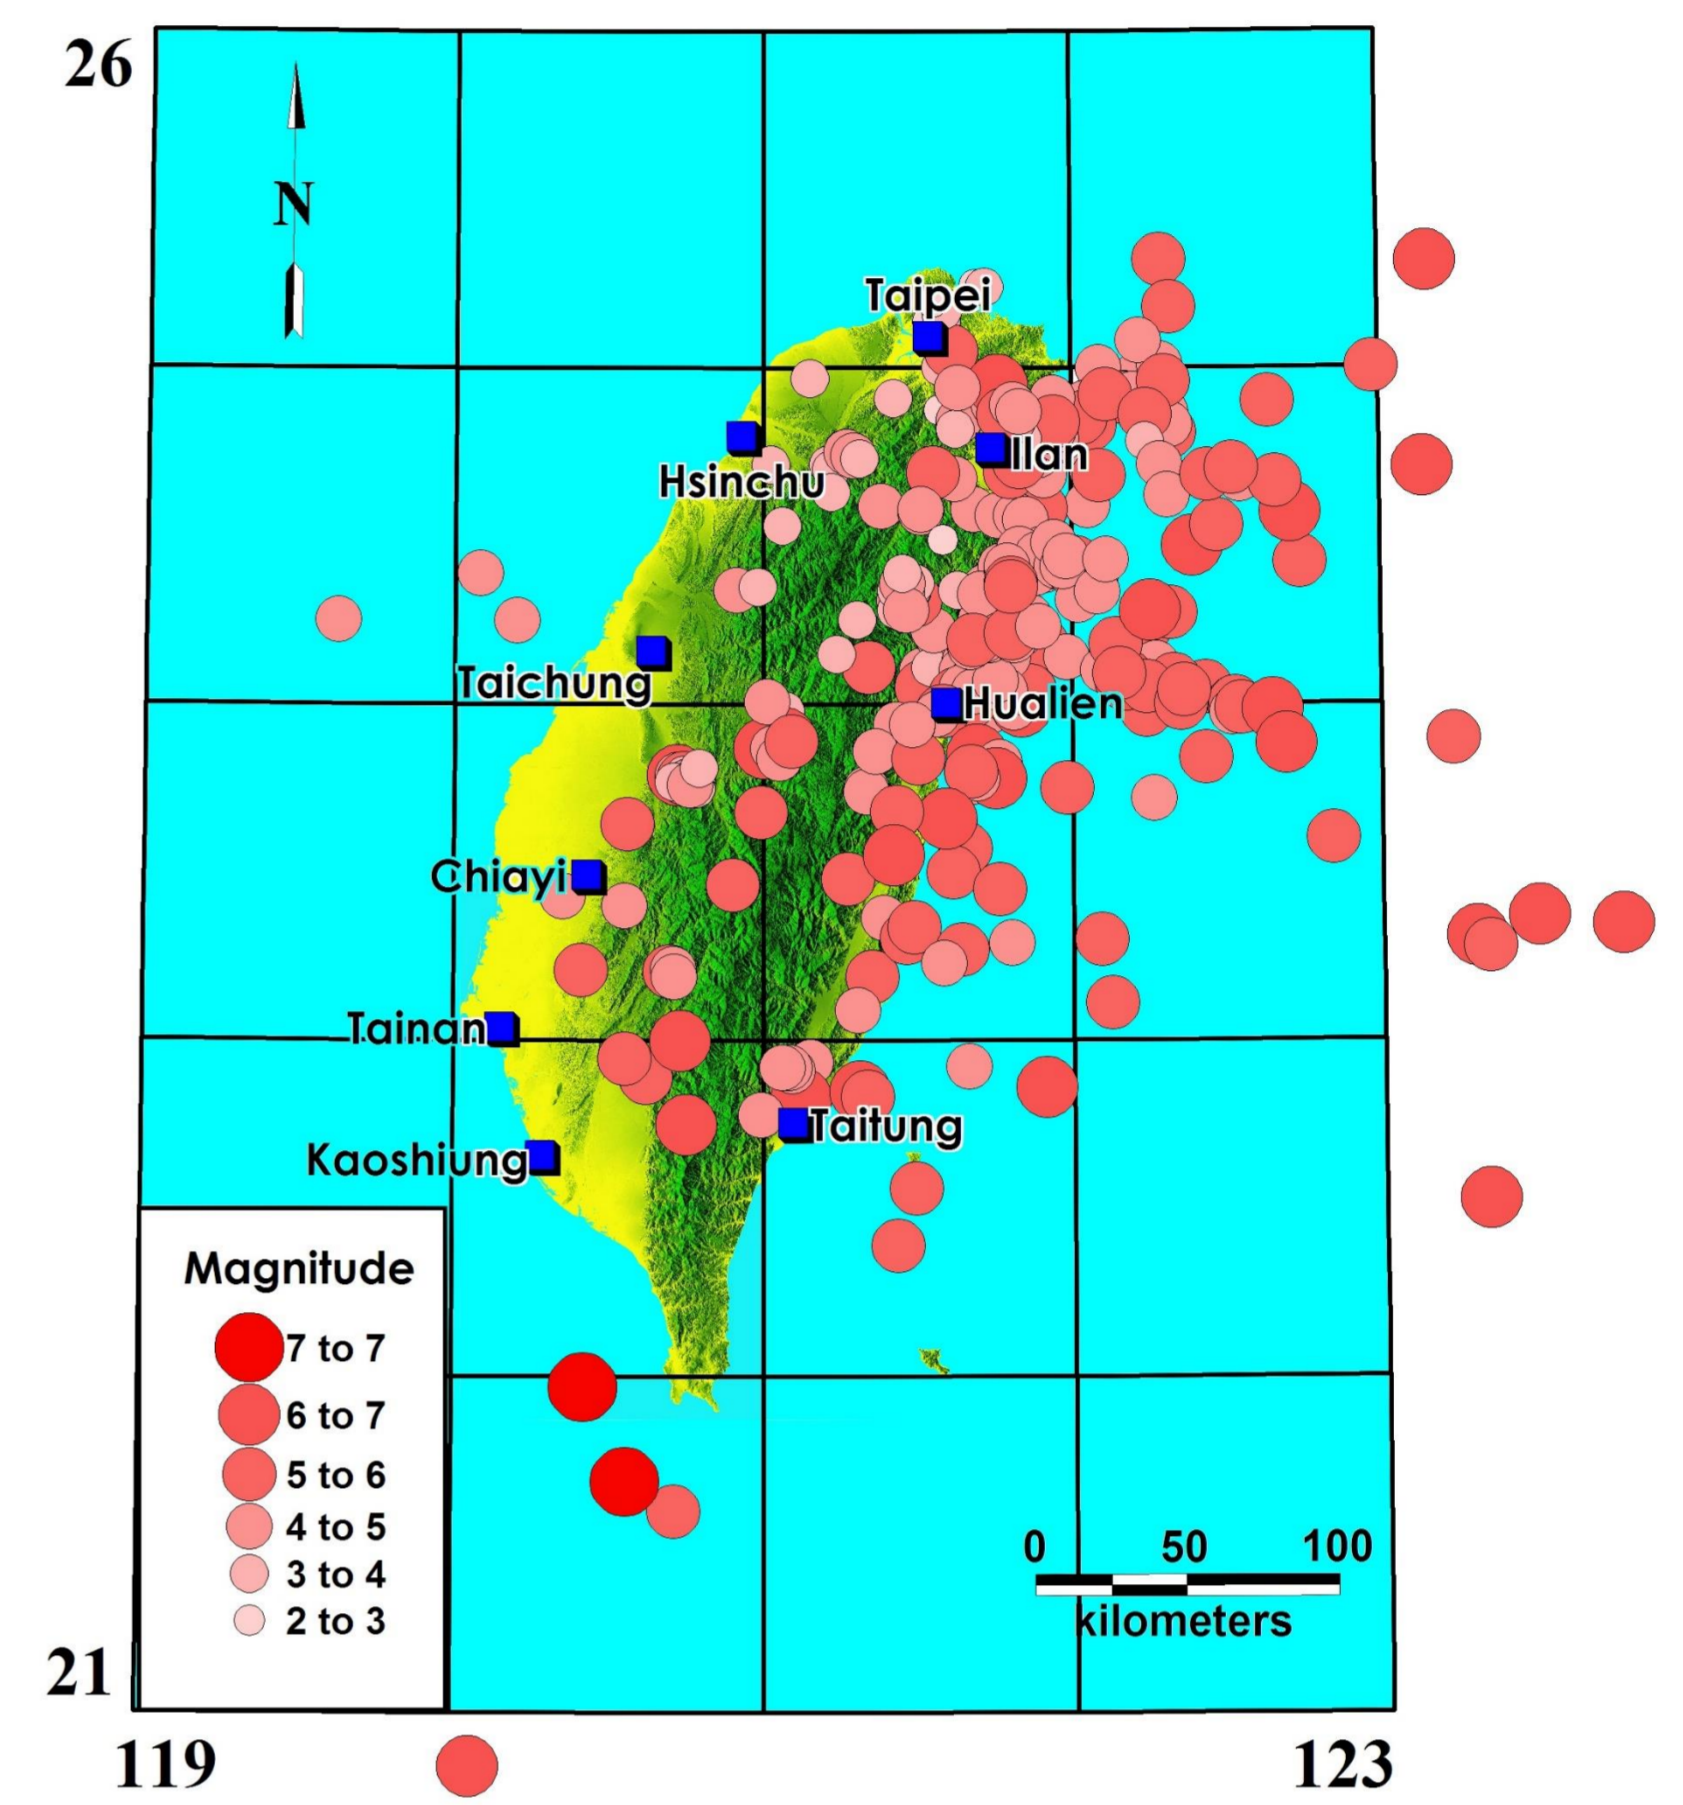 26
N
Taipei
Ilan
Hsinchu
Taichung
Hualien
Chiayi
Tainan
Taitung
Kaoshiung
Magnitude
7 to 7
6 to 7
5 to 6
4 to 5
3 to 4
2 to 3
0 50 100
kilometers
21
119 123